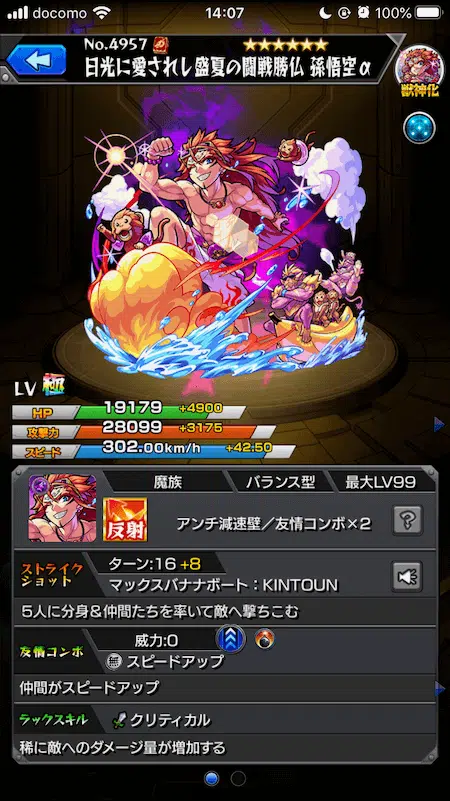 docomo 14:07 100%
No.4957 ★★★★★★
日光に愛されし盛夏の闘戦勝仏 孫悟空α
獣神化
LV 極
HP 19179 +4900
攻撃力 28099 +3175
スピード 302.00km/h +42.50
魔族 バランス型 最大LV99
反射 アンチ減速壁／友情コンボ×2 ?
ストライクショット ターン:16 +8
マックスバナナボート：KINTOUN
5人に分身＆仲間たちを率いて敵へ撃ちこむ
友情コンボ 威力:0
スピードアップ
仲間がスピードアップ
ラックスキル クリティカル
稀に敵へのダメージ量が増加する